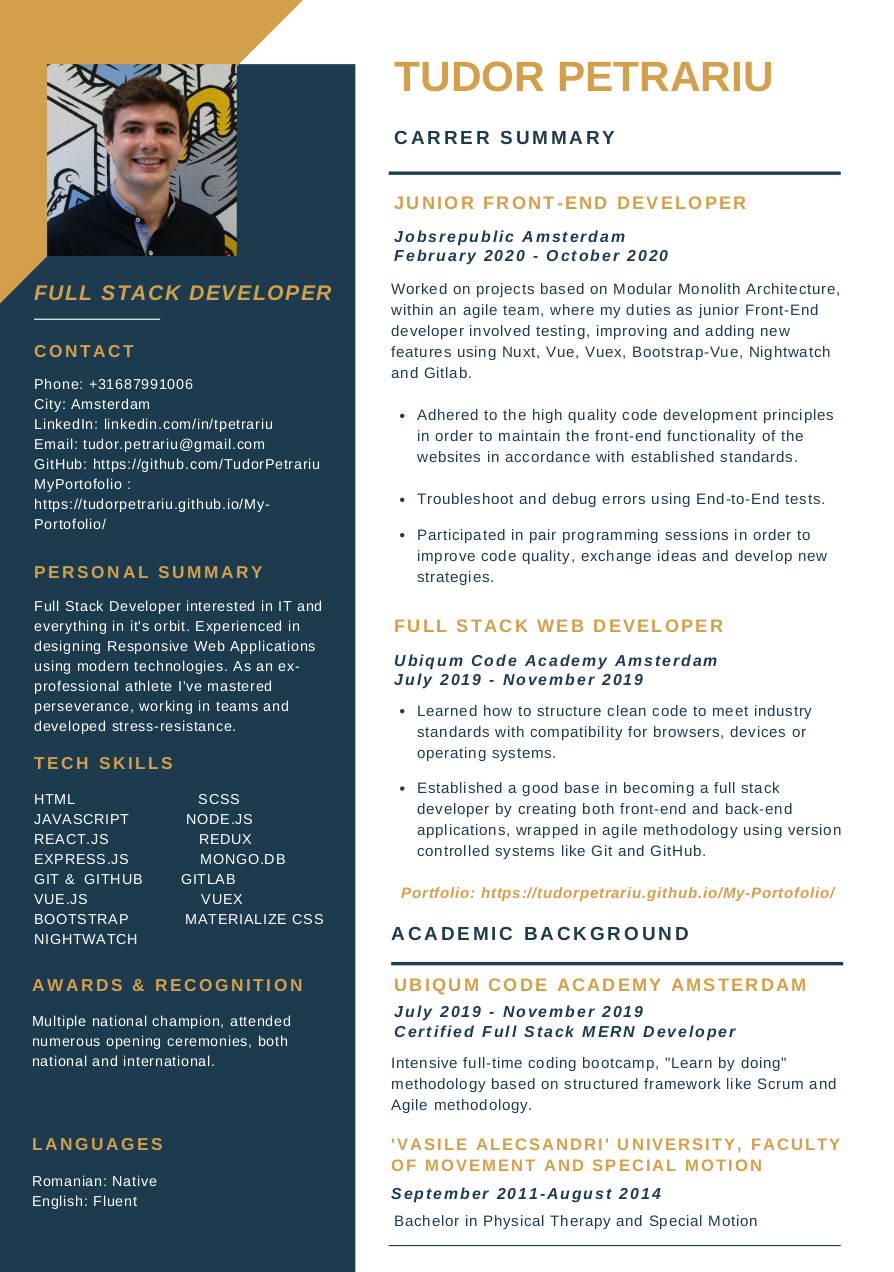 TUDOR PETRARIU
CARRER SUMMARY
JUNIOR FRONT-END DEVELOPER
Jobsrepublic Amsterdam
February 2020 - October 2020
Worked on projects based on Modular Monolith Architecture,
within an agile team, where my duties as junior Front-End
developer involved testing, improving and adding new
features using Nuxt, Vue, Vuex, Bootstrap-Vue, Nightwatch
and Gitlab.
• Adhered to the high quality code development principles
in order to maintain the front-end functionality of the
websites in accordance with established standards.
• Troubleshoot and debug errors using End-to-End tests.
• Participated in pair programming sessions in order to
improve code quality, exchange ideas and develop new
strategies.
FULL STACK WEB DEVELOPER
Ubiqum Code Academy Amsterdam
July 2019 - November 2019
• Learned how to structure clean code to meet industry
standards with compatibility for browsers, devices or
operating systems.
• Established a good base in becoming a full stack
developer by creating both front-end and back-end
applications, wrapped in agile methodology using version
controlled systems like Git and GitHub.
Portfolio: https://tudorpetrariu.github.io/My-Portofolio/
ACADEMIC BACKGROUND
UBIQUM CODE ACADEMY AMSTERDAM
July 2019 - November 2019
Certified Full Stack MERN Developer
Intensive full-time coding bootcamp, "Learn by doing"
methodology based on structured framework like Scrum and
Agile methodology.
'VASILE ALECSANDRI' UNIVERSITY, FACULTY
OF MOVEMENT AND SPECIAL MOTION
September 2011-August 2014
Bachelor in Physical Therapy and Special Motion
FULL STACK DEVELOPER
CONTACT
Phone: +31687991006
City: Amsterdam
LinkedIn: linkedin.com/in/tpetrariu
Email: tudor.petrariu@gmail.com
GitHub: https://github.com/TudorPetrariu
MyPortofolio :
https://tudorpetrariu.github.io/My-
Portofolio/
PERSONAL SUMMARY
Full Stack Developer interested in IT and
everything in it's orbit. Experienced in
designing Responsive Web Applications
using modern technologies. As an ex-
professional athlete I've mastered
perseverance, working in teams and
developed stress-resistance.
TECH SKILLS
HTML SCSS
JAVASCRIPT NODE.JS
REACT.JS REDUX
EXPRESS.JS MONGO.DB
GIT & GITHUB GITLAB
VUE.JS VUEX
BOOTSTRAP MATERIALIZE CSS
NIGHTWATCH
AWARDS & RECOGNITION
Multiple national champion, attended
numerous opening ceremonies, both
national and international.
LANGUAGES
Romanian: Native
English: Fluent